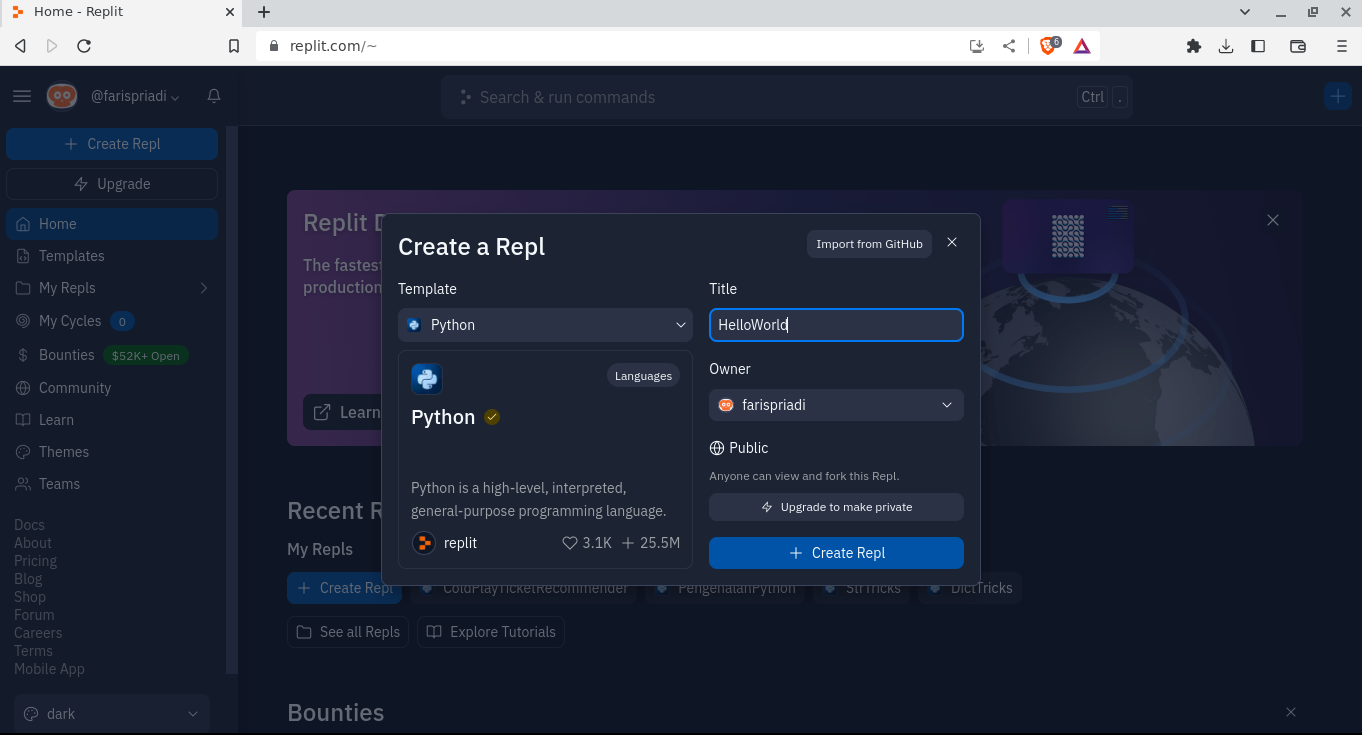 Home - Replit
replit.com/~
6
@farispriadi
Search & run commands
Ctrl .
Create Repl
Upgrade
Home
Templates
My Repls
My Cycles 0
Bounties $52K+ Open
Community
Learn
Themes
Teams
Docs
About
Pricing
Blog
Shop
Forum
Careers
Terms
Mobile App
dark
Replit
The fastest
production
Learn
Create a Repl
Import from GitHub
Template
Python
Languages
Python
Python is a high-level, interpreted,
general-purpose programming language.
replit 3.1K 25.5M
Title
HelloWorld
Owner
farispriadi
Public
Anyone can view and fork this Repl.
Upgrade to make private
Create Repl
Recent
My Repls
Create Repl ColdPlayTicketRecommender PengenalanPython StrTricks DictTricks
See all Repls Explore Tutorials
Bounties